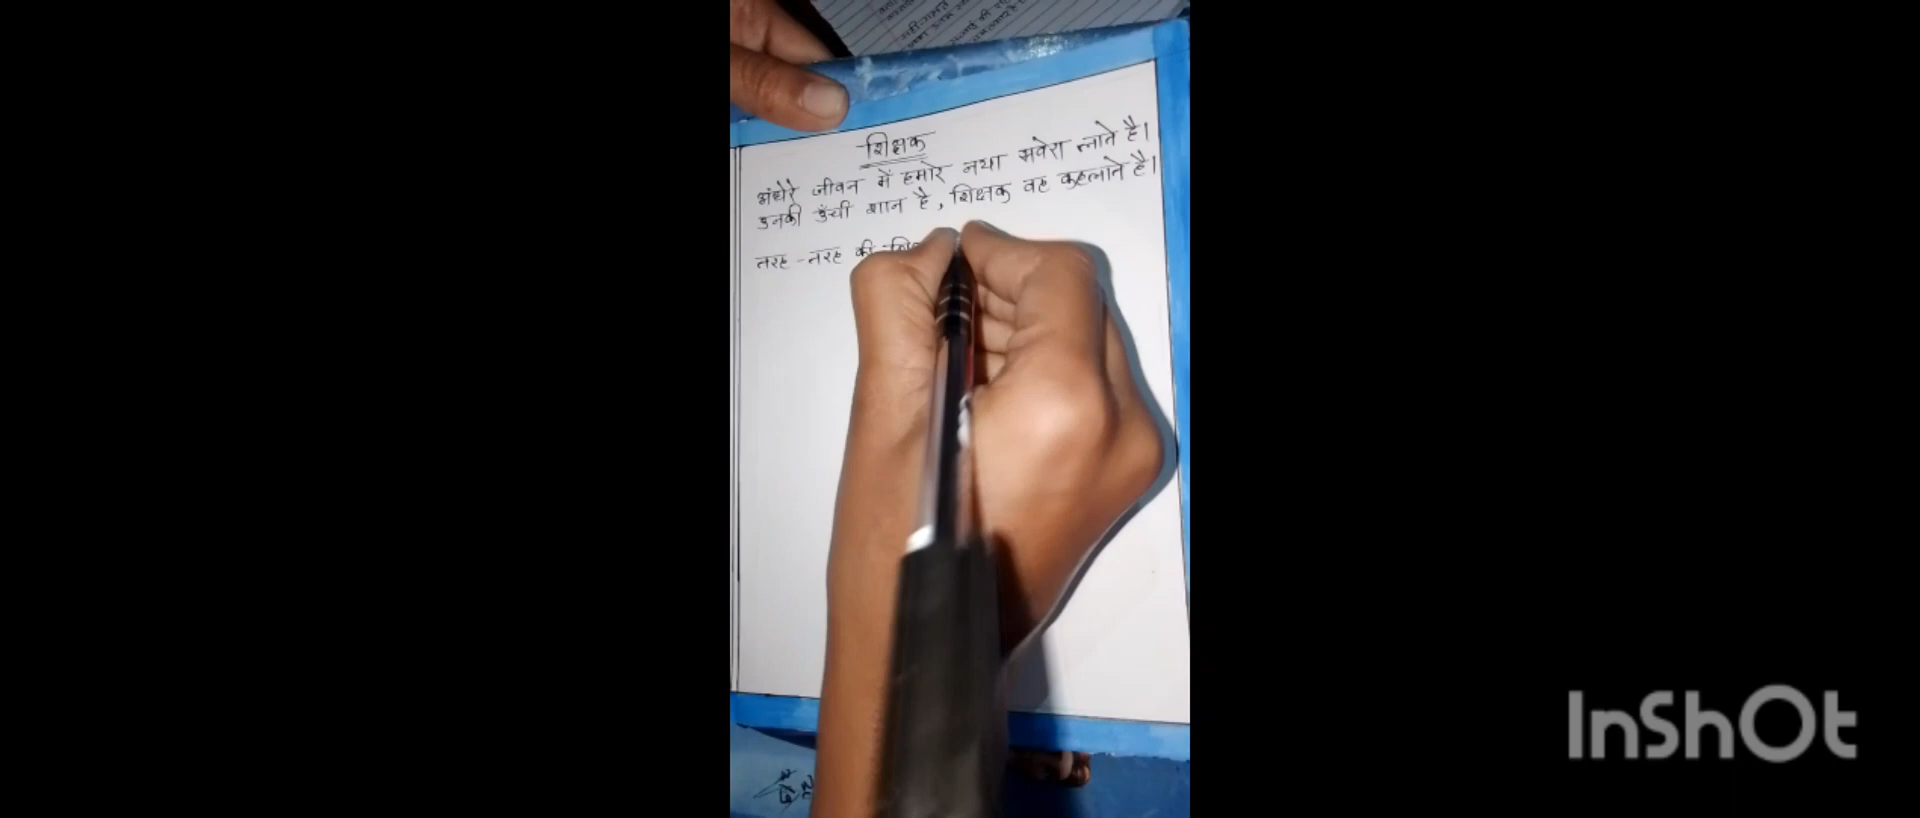 शिक्षक
अंधेरे जीवन में हमारे नया सवेरा लाते है।
उनकी ऊँची शान है, शिक्षक वह कहलाते है।
तरह-तरह की
InShOt